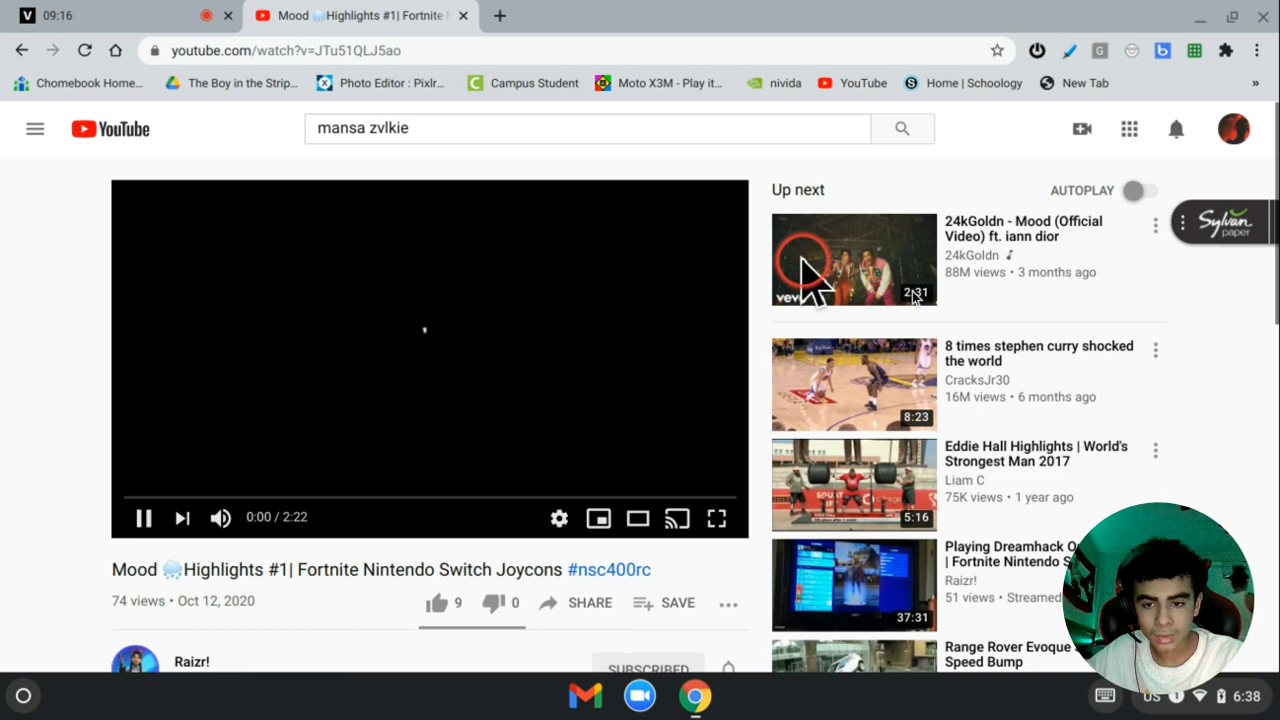 09:16
Mood 🌧️Highlights #1| Fortnite
youtube.com/watch?v=JTu51QLJ5ao
Chomebook Home...
The Boy in the Strip...
Photo Editor : Pixlr...
Campus Student
Moto X3M - Play it...
nivida
YouTube
Home | Schoology
New Tab
»
YouTube
mansa zvlkie
Up next
AUTOPLAY
Sylvan
paper
vevo
2:31
24kGoldn - Mood (Official
Video) ft. iann dior
24kGoldn ♪
88M views • 3 months ago
8:23
8 times stephen curry shocked
the world
CracksJr30
16M views • 6 months ago
5:16
Eddie Hall Highlights | World's
Strongest Man 2017
Liam C
75K views • 1 year ago
37:31
Playing Dreamhack
| Fortnite Nintendo
Raizr!
51 views • Streamed
Range Rover Evoque
Speed Bump
0:00 / 2:22
Mood 🌧️Highlights #1| Fortnite Nintendo Switch Joycons #nsc400rc
74 views • Oct 12, 2020
9
0
SHARE
SAVE
Raizr!
SUBSCRIBED
US
6:38